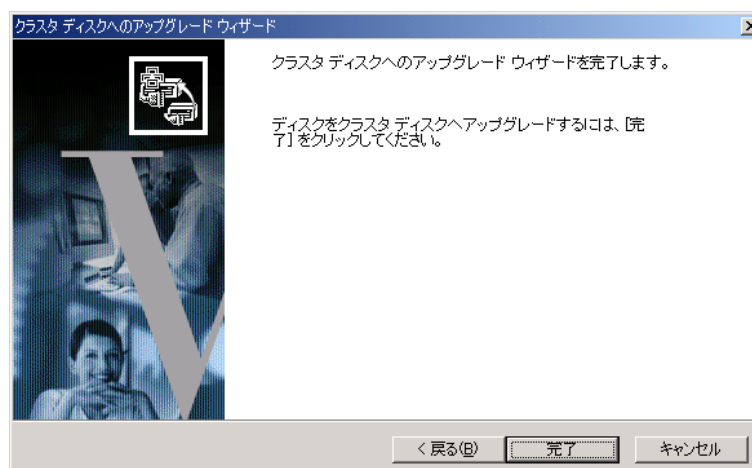 クラスタ ディスクへのアップグレード ウィザード
クラスタ ディスクへのアップグレード ウィザードを完了します。
ディスクをクラスタ ディスクへアップグレードするには、[完
了] をクリックしてください。
V
< 戻る(B)
完了
キャンセル